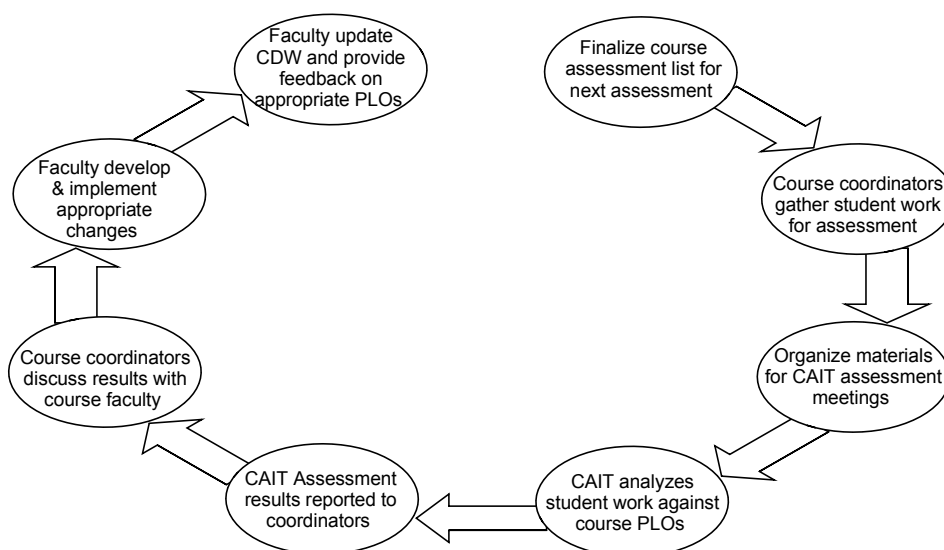 Faculty update
CDW and provide
feedback on
appropriate PLOs
Finalize course
assessment list for
next assessment
Course coordinators
gather student work
for assessment
Organize materials
for CAIT assessment
meetings
CAIT analyzes
student work against
course PLOs
CAIT Assessment
results reported to
coordinators
Course coordinators
discuss results with
course faculty
Faculty develop
& implement
appropriate
changes